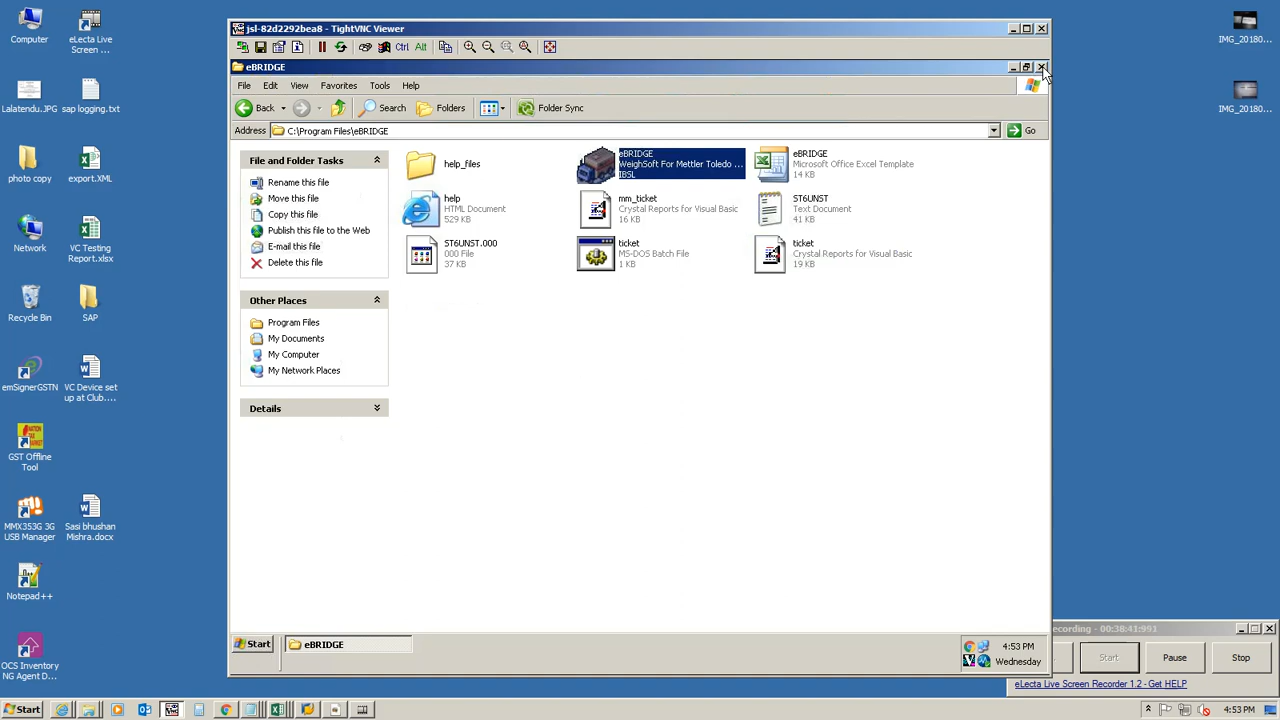 Computer
eLecta Live
Screen ...
Lalatendu.JPG
sap logging.txt
photo copy
export.XML
Network
VC Testing
Report.xlsx
Recycle Bin
SAP
emSignerGSTN
VC Device set
up at Club....
GST Offline
Tool
MMX353G 3G
USB Manager
Sasi bhushan
Mishra.docx
Notepad++
OCS Inventory
NG Agent D...
IMG_20180...
IMG_20180...
jsl-82d2292bea8 - TightVNC Viewer
Ctrl Alt
eBRIDGE
File Edit View Favorites Tools Help
Back Search Folders Folder Sync
Address C:\Program Files\eBRIDGE Go
File and Folder Tasks
Rename this file
Move this file
Copy this file
Publish this file to the Web
E-mail this file
Delete this file
Other Places
Program Files
My Documents
My Computer
My Network Places
Details
help_files
eBRIDGE
WeighSoft For Mettler Toledo ...
IBSL
eBRIDGE
Microsoft Office Excel Template
14 KB
help
HTML Document
529 KB
mm_ticket
Crystal Reports for Visual Basic
16 KB
ST6UNST
Text Document
41 KB
ST6UNST.000
000 File
37 KB
ticket
MS-DOS Batch File
1 KB
ticket
Crystal Reports for Visual Basic
19 KB
Start eBRIDGE
4:53 PM
Wednesday
ecording - 00:38:41:991
Start Pause Stop
eLecta Live Screen Recorder 1.2 - Get HELP
Start
4:53 PM